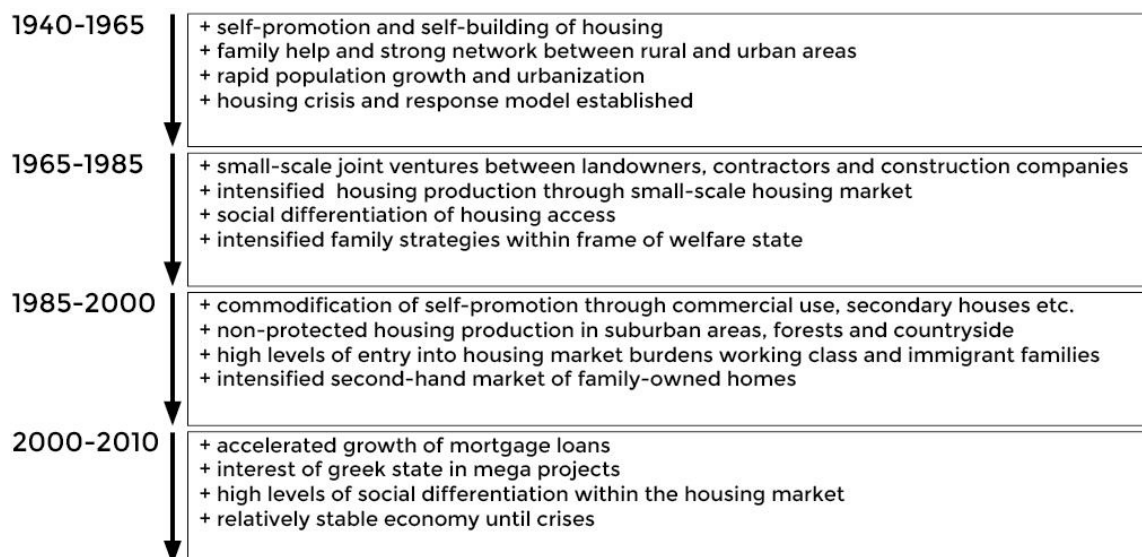 1940-1965
+ self-promotion and self-building of housing
+ family help and strong network between rural and urban areas
+ rapid population growth and urbanization
+ housing crisis and response model established
1965-1985
+ small-scale joint ventures between landowners, contractors and construction companies
+ intensified  housing production through small-scale housing market
+ social differentiation of housing access
+ intensified family strategies within frame of welfare state
1985-2000
+ commodification of self-promotion through commercial use, secondary houses etc.
+ non-protected housing production in suburban areas, forests and countryside
+ high levels of entry into housing market burdens working class and immigrant families
+ intensified second-hand market of family-owned homes
2000-2010
+ accelerated growth of mortgage loans
+ interest of greek state in mega projects
+ high levels of social differentiation within the housing market
+ relatively stable economy until crises